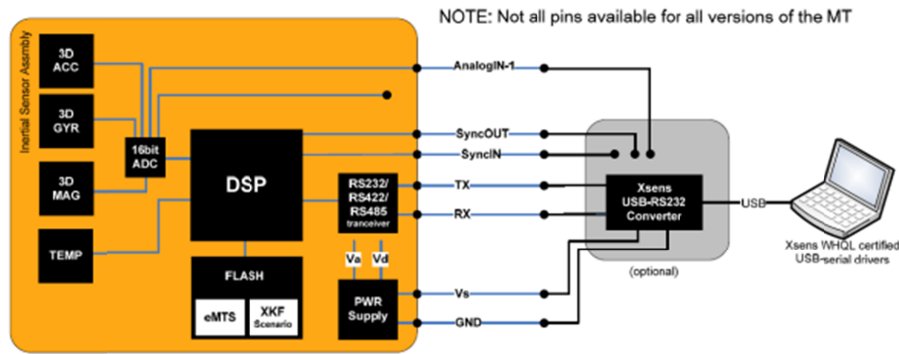 NOTE: Not all pins available for all versions of the MT
Inertial Sensor Assmbly
3D
ACC
3D
GYR
3D
MAG
TEMP
16bit
ADC
DSP
FLASH
eMTS
XKF
Scenario
RS232/
RS422/
RS485
tranceiver
Va
Vd
PWR
Supply
AnalogIN-1
SyncOUT
SyncIN
TX
RX
Vs
GND
Xsens
USB-RS232
Converter
(optional)
USB
Xsens WHQL certified
USB-serial drivers